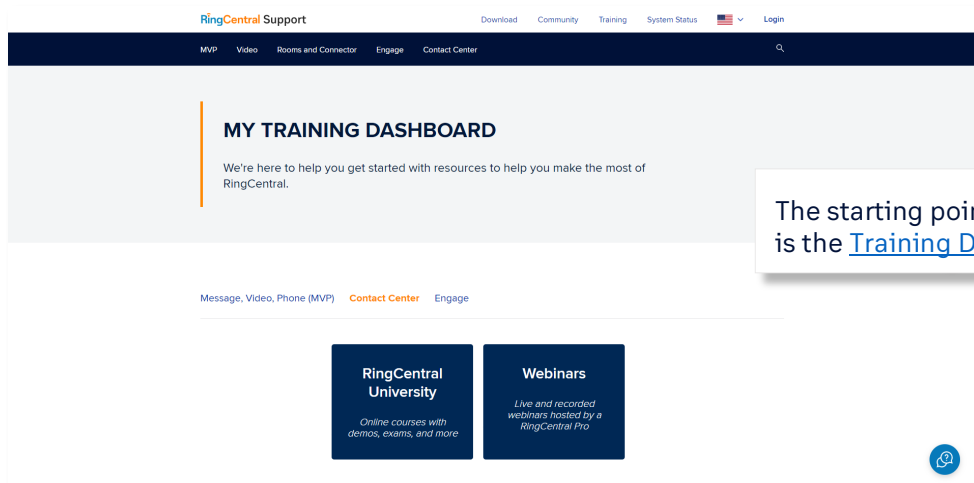 RingCentral Support
Download Community Training System Status Login
MVP Video Rooms and Connector Engage Contact Center
MY TRAINING DASHBOARD
We're here to help you get started with resources to help you make the most of
RingCentral.
The starting
is the Training
Message, Video, Phone (MVP) Contact Center Engage
RingCentral
University
Online courses with
demos, exams, and more
Webinars
Live and recorded
webinars hosted by a
RingCentral Pro